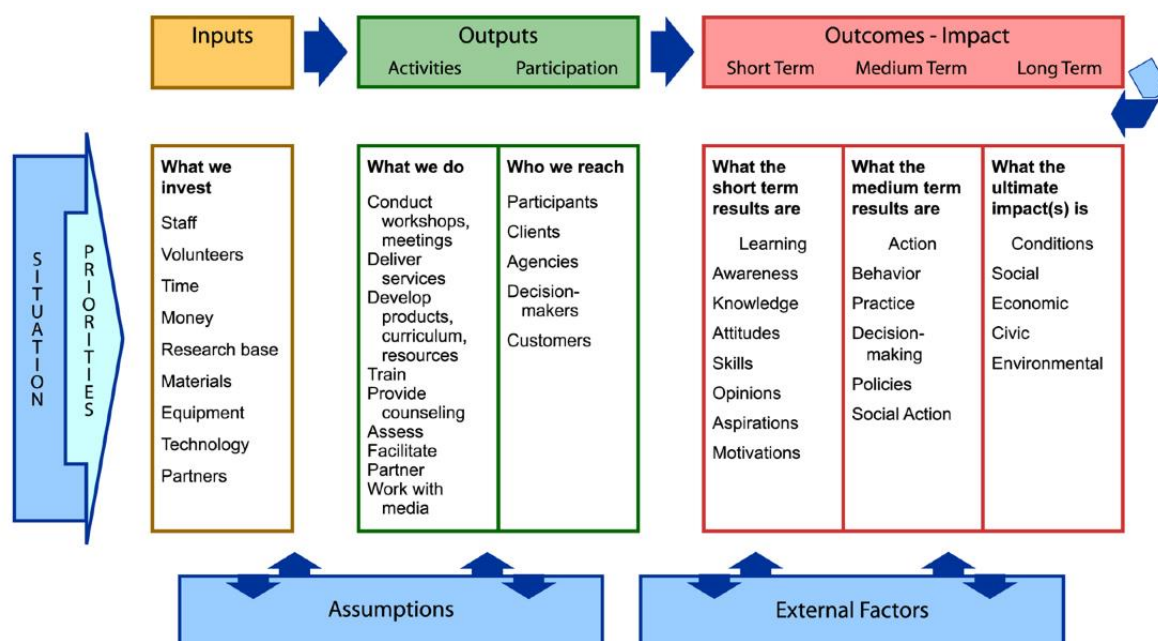 Inputs
Outputs
Activities
Participation
Outcomes - Impact
Short Term
Medium Term
Long Term
SITUATION
PRIORITIES
What we
invest
Staff
Volunteers
Time
Money
Research base
Materials
Equipment
Technology
Partners
What we do
Conduct
workshops,
meetings
Deliver
services
Develop
products,
curriculum,
resources
Train
Provide
counseling
Assess
Facilitate
Partner
Work with
media
Who we reach
Participants
Clients
Agencies
Decision-
makers
Customers
What the
short term
results are
Learning
Awareness
Knowledge
Attitudes
Skills
Opinions
Aspirations
Motivations
What the
medium term
results are
Action
Behavior
Practice
Decision-
making
Policies
Social Action
What the
ultimate
impact(s) is
Conditions
Social
Economic
Civic
Environmental
Assumptions
External Factors